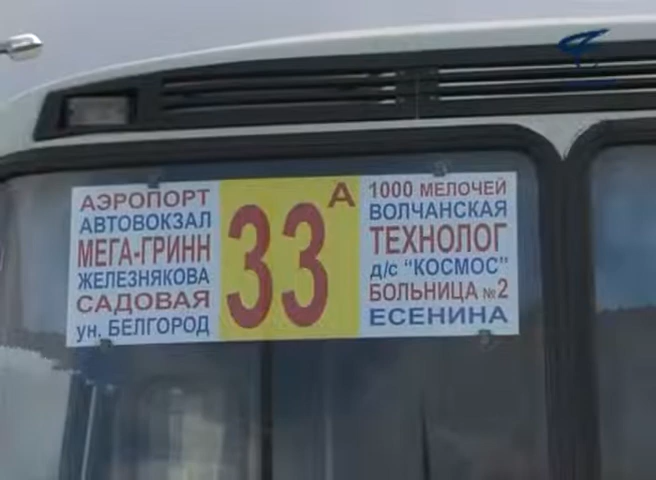 АЭРОПОРТ
АВТОВОКЗАЛ
МЕГА-ГРИНН
ЖЕЛЕЗНЯКОВА
САДОВАЯ
ун. БЕЛГОРОД
33 А
1000 МЕЛОЧЕЙ
ВОЛЧАНСКАЯ
ТЕХНОЛОГ
д/с "КОСМОС"
БОЛЬНИЦА №2
ЕСЕНИНА